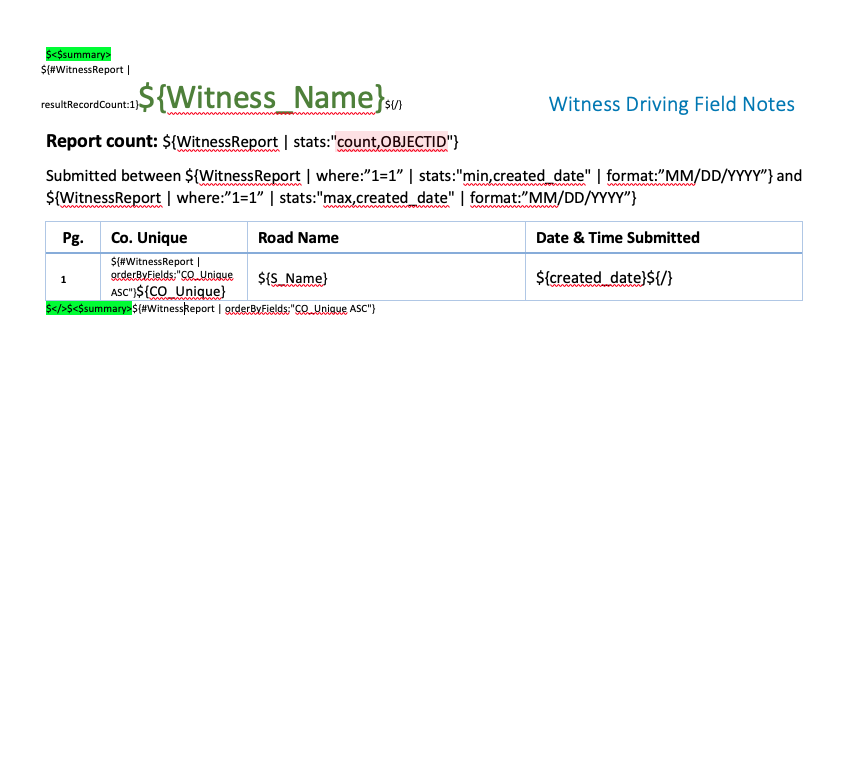 $<$summary>
${#WitnessReport |
resultRecordCount:1}${Witness_Name}${/}
Witness Driving Field Notes
Report count: ${WitnessReport | stats:"count,OBJECTID"}
Submitted between ${WitnessReport | where:”1=1” | stats:"min,created_date" | format:”MM/DD/YYYY”} and
${WitnessReport | where:”1=1” | stats:"max,created_date" | format:”MM/DD/YYYY”}
Pg. Co. Unique Road Name Date & Time Submitted
${#WitnessReport |
orderByFields:"CO_Unique
1 ASC"}${CO_Unique} ${S_Name} ${created_date}${/}
$</>$<$summary>${#WitnessReport | orderByFields:"CO_Unique ASC"}